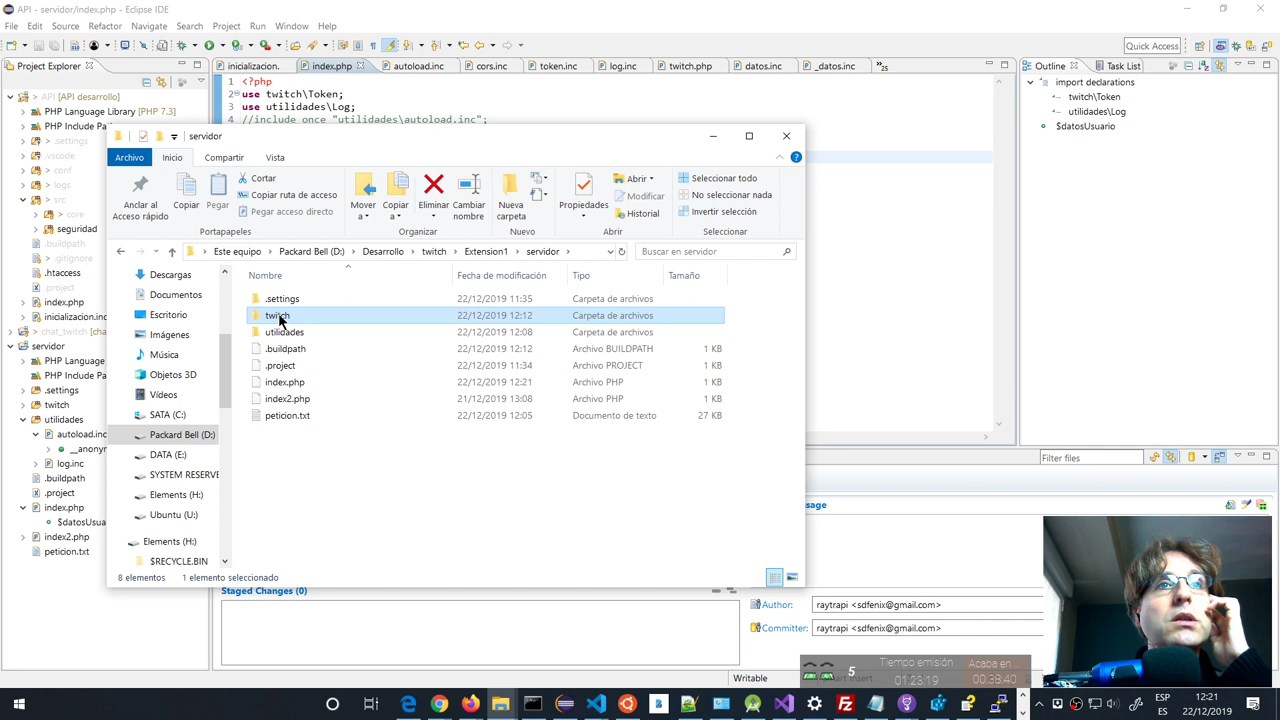 API - servidor/index.php - Eclipse IDE
File Edit Source Refactor Navigate Search Project Run Window Help
Quick Access
Project Explorer
inicializacion. index.php autoload.inc cors.inc token.inc log.inc twitch.php datos.inc _datos.inc »25
Outline Task List
> API [API desarrollo]
PHP Language Library [PHP 7.3]
PHP Include Pa
> .settings
> .vscode
> conf
> logs
> src
> core
seguridad
.buildpath
> .gitignore
.htaccess
.project
index.php
inicializacion.inc
> chat_twitch [cha
servidor
PHP Language
PHP Include Pa
.settings
twitch
utilidades
autoload.inc
__anonyn
log.inc
.buildpath
.project
index.php
$datosUsua
index2.php
peticion.txt
1 <?php
2 use twitch\Token;
3 use utilidades\Log;
4 //include once "utilidades\autoload.inc";
import declarations
twitch\Token
utilidades\Log
$datosUsuario
servidor
Archivo Inicio Compartir Vista
Anclar al Acceso rápido
Copiar
Pegar
Cortar
Copiar ruta de acceso
Pegar acceso directo
Portapapeles
Mover a
Copiar a
Eliminar
Cambiar nombre
Organizar
Nueva carpeta
Nuevo
Propiedades
Abrir
Modificar
Historial
Abrir
Seleccionar todo
No seleccionar nada
Invertir selección
Seleccionar
Este equipo > Packard Bell (D:) > Desarrollo > twitch > Extension1 > servidor >
Buscar en servidor
Descargas
Documentos
Escritorio
Imágenes
Música
Objetos 3D
Vídeos
SATA (C:)
Packard Bell (D:)
DATA (E:)
SYSTEM RESERVE
Elements (H:)
Ubuntu (U:)
Elements (H:)
$RECYCLE.BIN
Nombre Fecha de modificación Tipo Tamaño
.settings 22/12/2019 11:35 Carpeta de archivos
twitch 22/12/2019 12:12 Carpeta de archivos
utilidades 22/12/2019 12:08 Carpeta de archivos
.buildpath 22/12/2019 12:12 Archivo BUILDPATH 1 KB
.project 22/12/2019 11:34 Archivo PROJECT 1 KB
index.php 22/12/2019 12:21 Archivo PHP 1 KB
index2.php 21/12/2019 13:08 Archivo PHP 1 KB
peticion.txt 22/12/2019 12:05 Documento de texto 27 KB
8 elementos 1 elemento seleccionado
Filter files
ssage
Staged Changes (0)
Author: raytrapi <sdfenix@gmail.com>
Committer: raytrapi <sdfenix@gmail.com>
Writable
5
Tiempo emisión
01:23:19
Acaba en ...
00:38:40
ESP
ES
12:21
22/12/2019